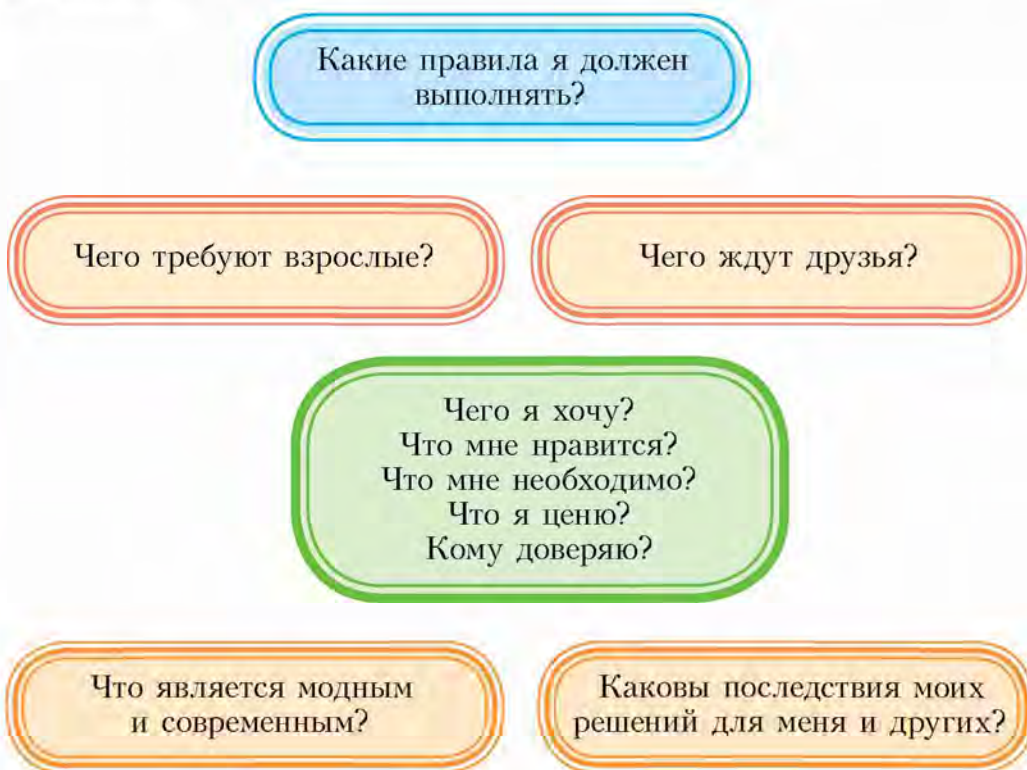 Какие правила я должен
выполнять?
Чего требуют взрослые?
Чего ждут друзья?
Чего я хочу?
Что мне нравится?
Что мне необходимо?
Что я ценю?
Кому доверяю?
Что является модным
и современным?
Каковы последствия моих
решений для меня и других?